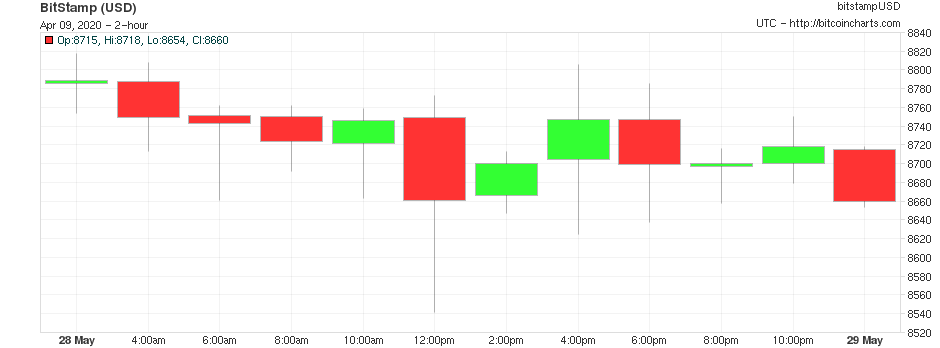 BitStamp (USD)
bitstampUSD
Apr 09, 2020 - 2-hour
UTC - http://bitcoincharts.com
Op:8715, Hi:8718, Lo:8654, Cl:8660
8840
8820
8800
8780
8760
8740
8720
8700
8680
8660
8640
8620
8600
8580
8560
8540
8520
28 May 4:00am 6:00am 8:00am 10:00am 12:00pm 2:00pm 4:00pm 6:00pm 8:00pm 10:00pm 29 May